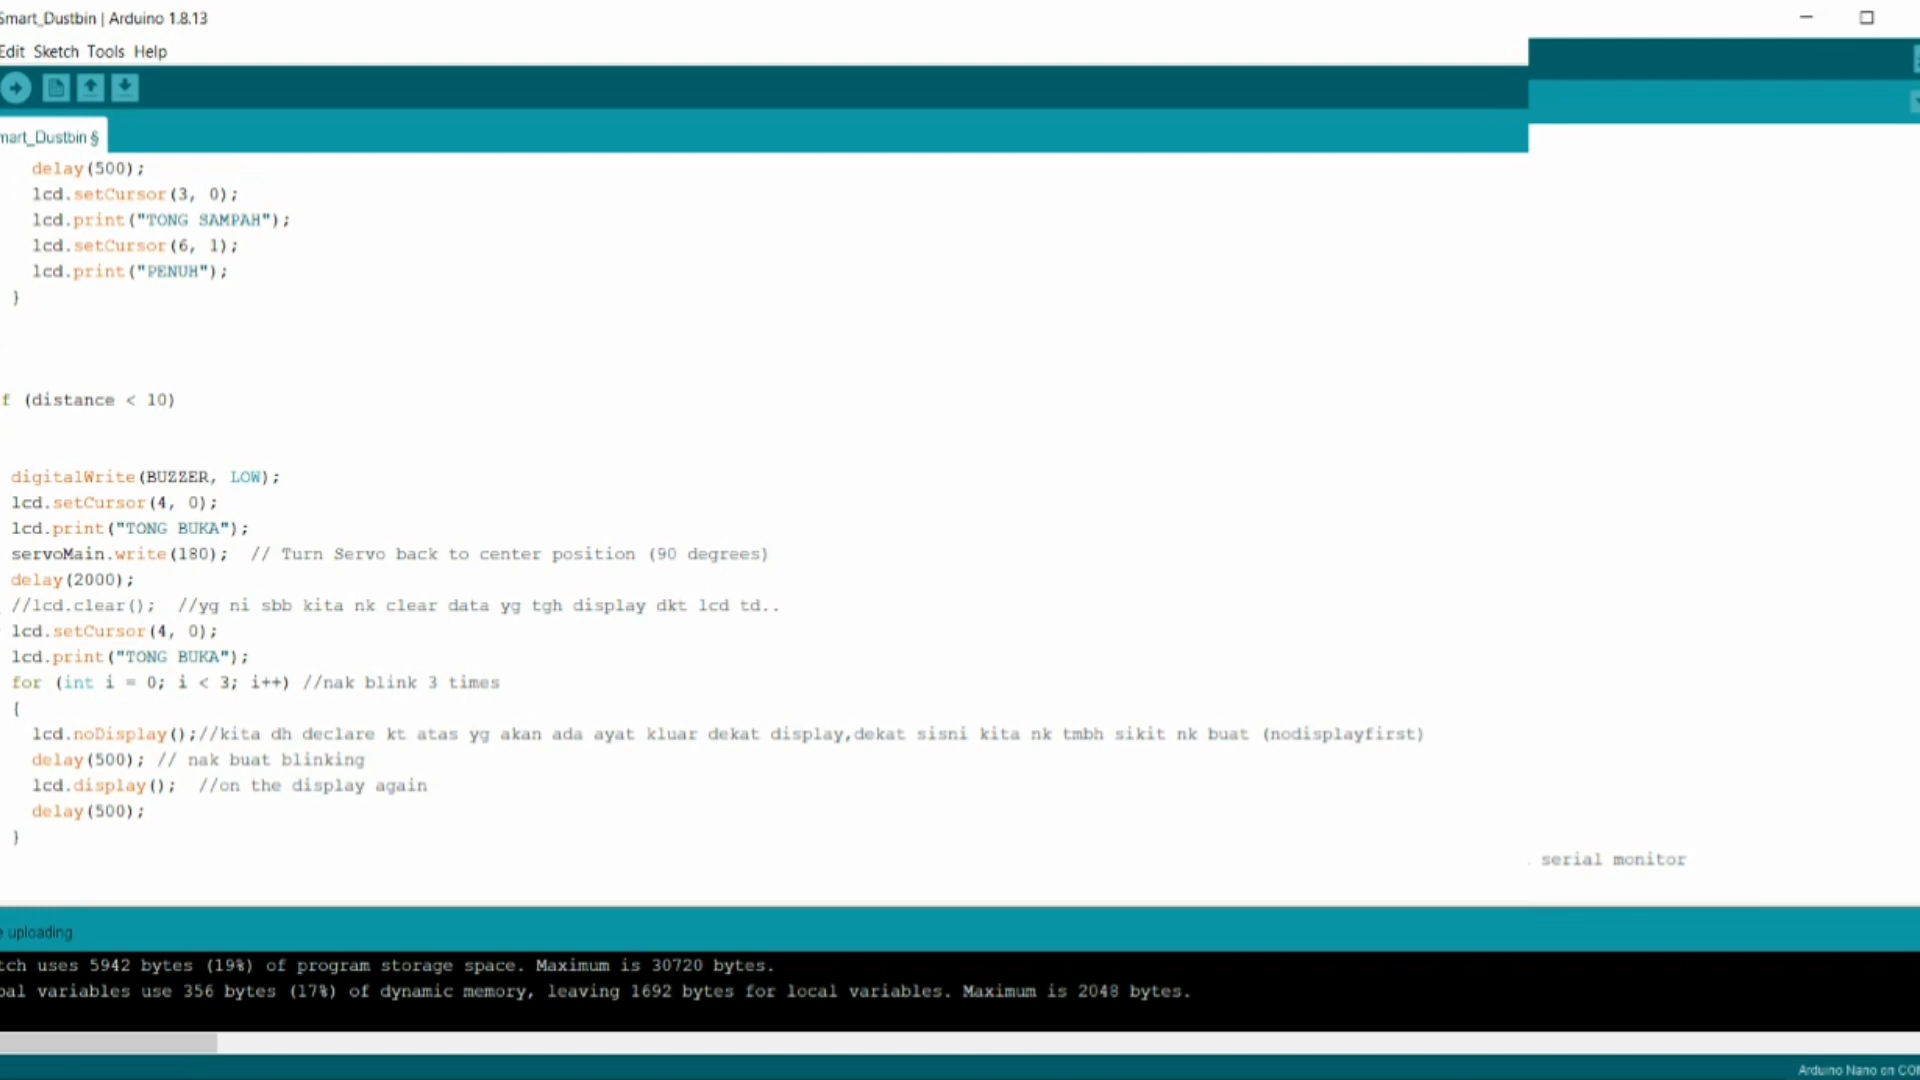 Smart_Dustbin | Arduino 1.8.13
Edit Sketch Tools Help
mart_Dustbin §
delay(500);
lcd.setCursor(3, 0);
lcd.print("TONG SAMPAH");
lcd.setCursor(6, 1);
lcd.print("PENUH");
}
f (distance < 10)
digitalWrite(BUZZER, LOW);
lcd.setCursor(4, 0);
lcd.print("TONG BUKA");
servoMain.write(180); // Turn Servo back to center position (90 degrees)
delay(2000);
//lcd.clear(); //yg ni sbb kita nk clear data yg tgh display dkt lcd td..
lcd.setCursor(4, 0);
lcd.print("TONG BUKA");
for (int i = 0; i < 3; i++) //nak blink 3 times
{
lcd.noDisplay();//kita dh declare kt atas yg akan ada ayat kluar dekat display,dekat sisni kita nk tmbh sikit nk buat (nodisplayfirst)
delay(500); // nak buat blinking
lcd.display(); //on the display again
delay(500);
}
serial monitor
e uploading.
tch uses 5942 bytes (19%) of program storage space. Maximum is 30720 bytes.
bal variables use 356 bytes (17%) of dynamic memory, leaving 1692 bytes for local variables. Maximum is 2048 bytes.
Arduino Nano on COM